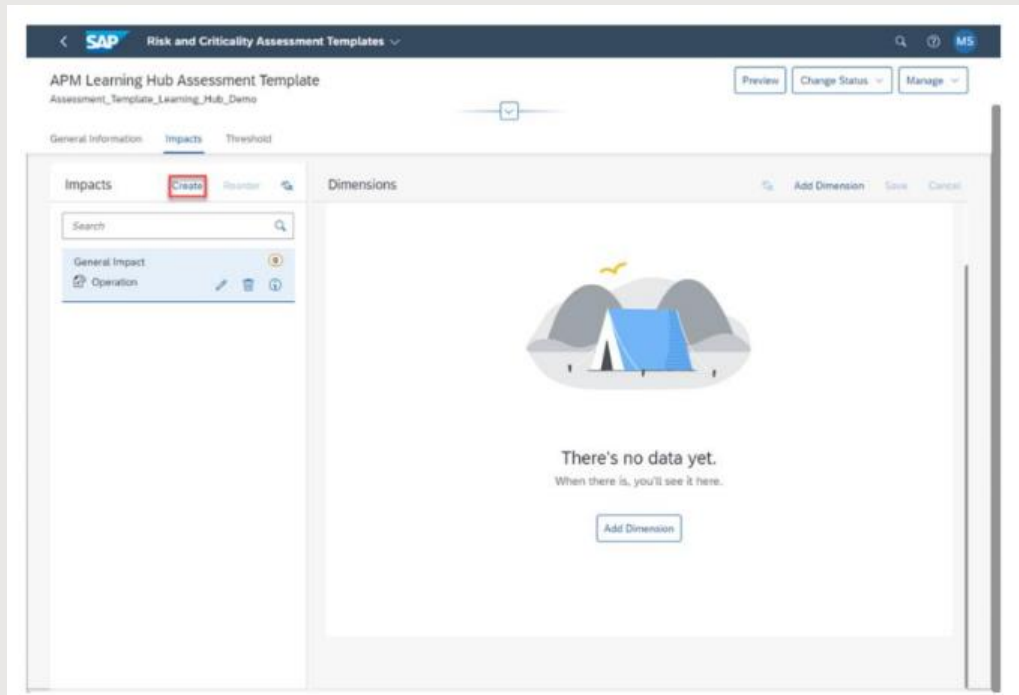 SAP Risk and Criticality Assessment Templates MS
APM Learning Hub Assessment Template
Assessment_Template_Learning_Hub_Demo
Preview Change Status Manage
General Information Impacts Threshold
Impacts Create Reorder
Search
General Impact 0
Operation
Dimensions Add Dimension Save Cancel
There's no data yet.
When there is, you'll see it here.
Add Dimension